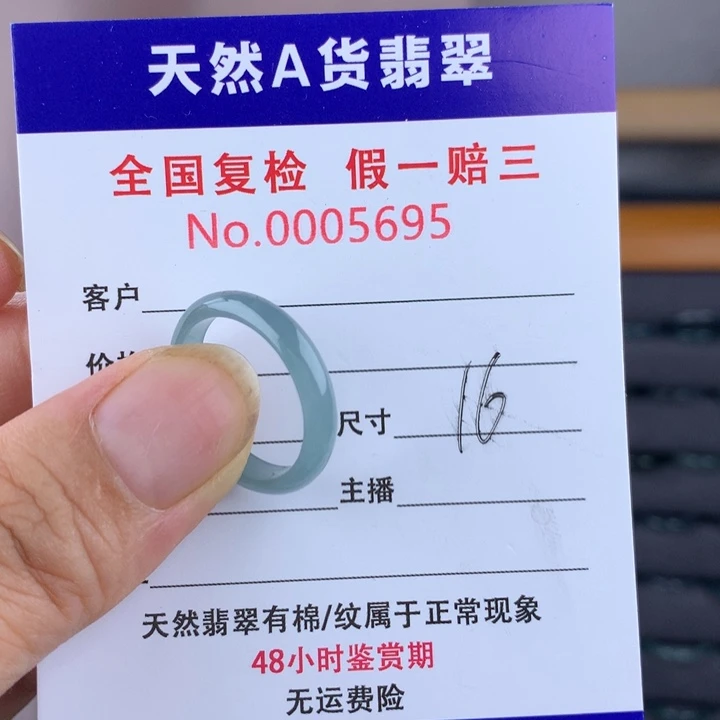 天然A货翡翠
全国复检 假一赔三
No.0005695
客户
尺寸 16
主播
天然翡翠有棉/纹属于正常现象
48小时鉴赏期
无运费险